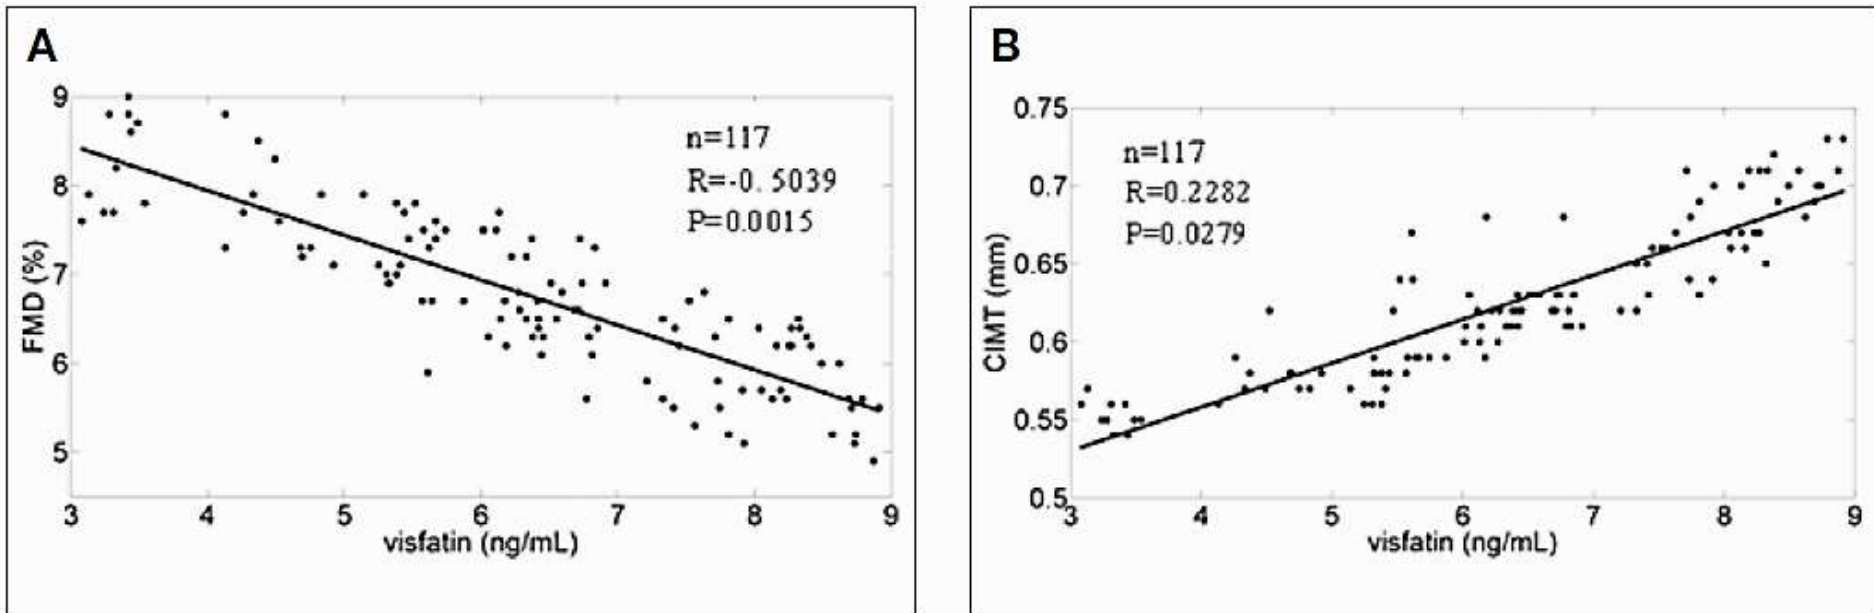 A
9
8
7
6
5
FMD (%)
n=117
R=-0.5039
P=0.0015
3 4 5 6 7 8 9
visfatin (ng/mL)
B
0.75
0.7
0.65
0.6
0.55
0.5
CIMT (mm)
n=117
R=0.2282
P=0.0279
3 4 5 6 7 8 9
visfatin (ng/mL)